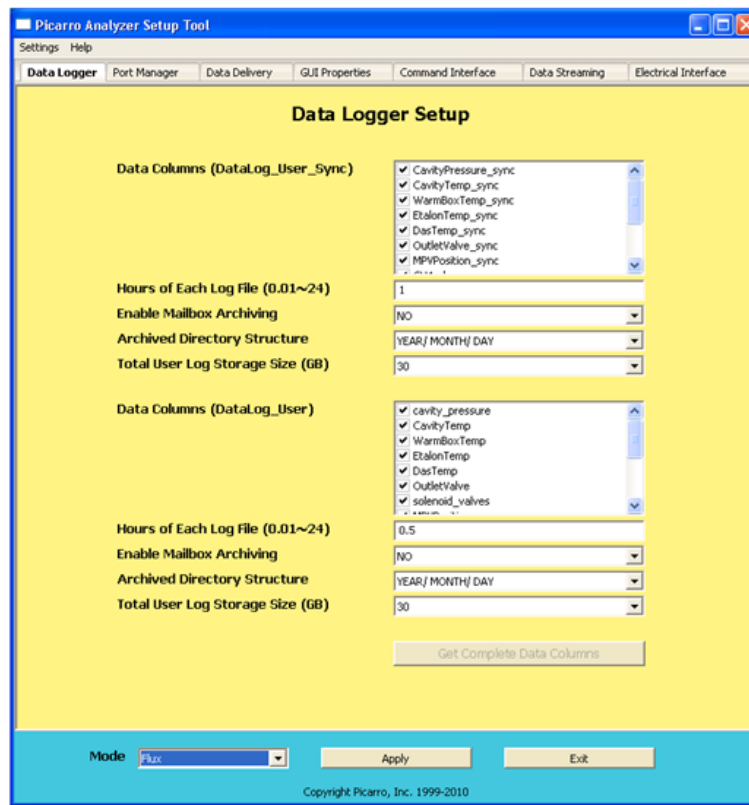 Picarro Analyzer Setup Tool
Settings Help
Data Logger Port Manager Data Delivery GUI Properties Command Interface Data Streaming Electrical Interface
Data Logger Setup
Data Columns (DataLog_User_Sync)
CavityPressure_sync
CavityTemp_sync
WarmBoxTemp_sync
EtalonTemp_sync
DasTemp_sync
OutletValve_sync
MPVPosition_sync
Hours of Each Log File (0.01~24) 1
Enable Mailbox Archiving NO
Archived Directory Structure YEAR/ MONTH/ DAY
Total User Log Storage Size (GB) 30
Data Columns (DataLog_User)
cavity_pressure
CavityTemp
WarmBoxTemp
EtalonTemp
DasTemp
OutletValve
solenoid_valves
Hours of Each Log File (0.01~24) 0.5
Enable Mailbox Archiving NO
Archived Directory Structure YEAR/ MONTH/ DAY
Total User Log Storage Size (GB) 30
Get Complete Data Columns
Mode Flux Apply Exit
Copyright Picarro, Inc. 1999-2010